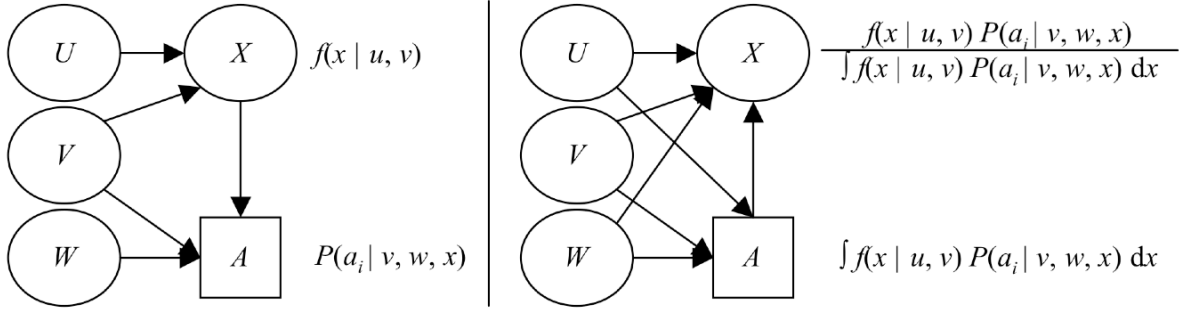 U
X
f(x | u, v)
V
W
A
P(a_i | v, w, x)
U
X
f(x | u, v) P(a_i | v, w, x)
∫ f(x | u, v) P(a_i | v, w, x) dx
V
W
A
∫ f(x | u, v) P(a_i | v, w, x) dx